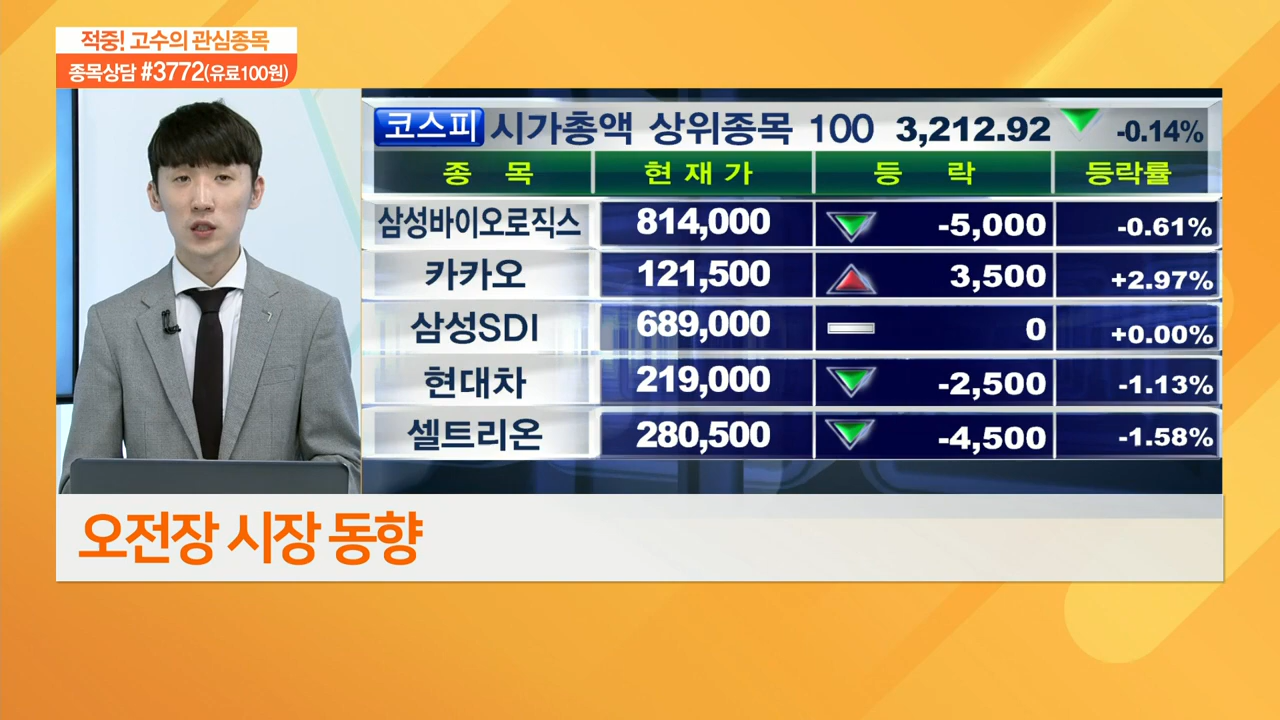 적중! 고수의 관심종목
종목상담 #3772(유료100원)
코스피 시가총액 상위종목 100 3,212.92 -0.14%
종 목 현재가 등 락 등락률
삼성바이오로직스 814,000 -5,000 -0.61%
카카오 121,500 3,500 +2.97%
삼성SDI 689,000 0 +0.00%
현대차 219,000 -2,500 -1.13%
셀트리온 280,500 -4,500 -1.58%
오전장 시장 동향